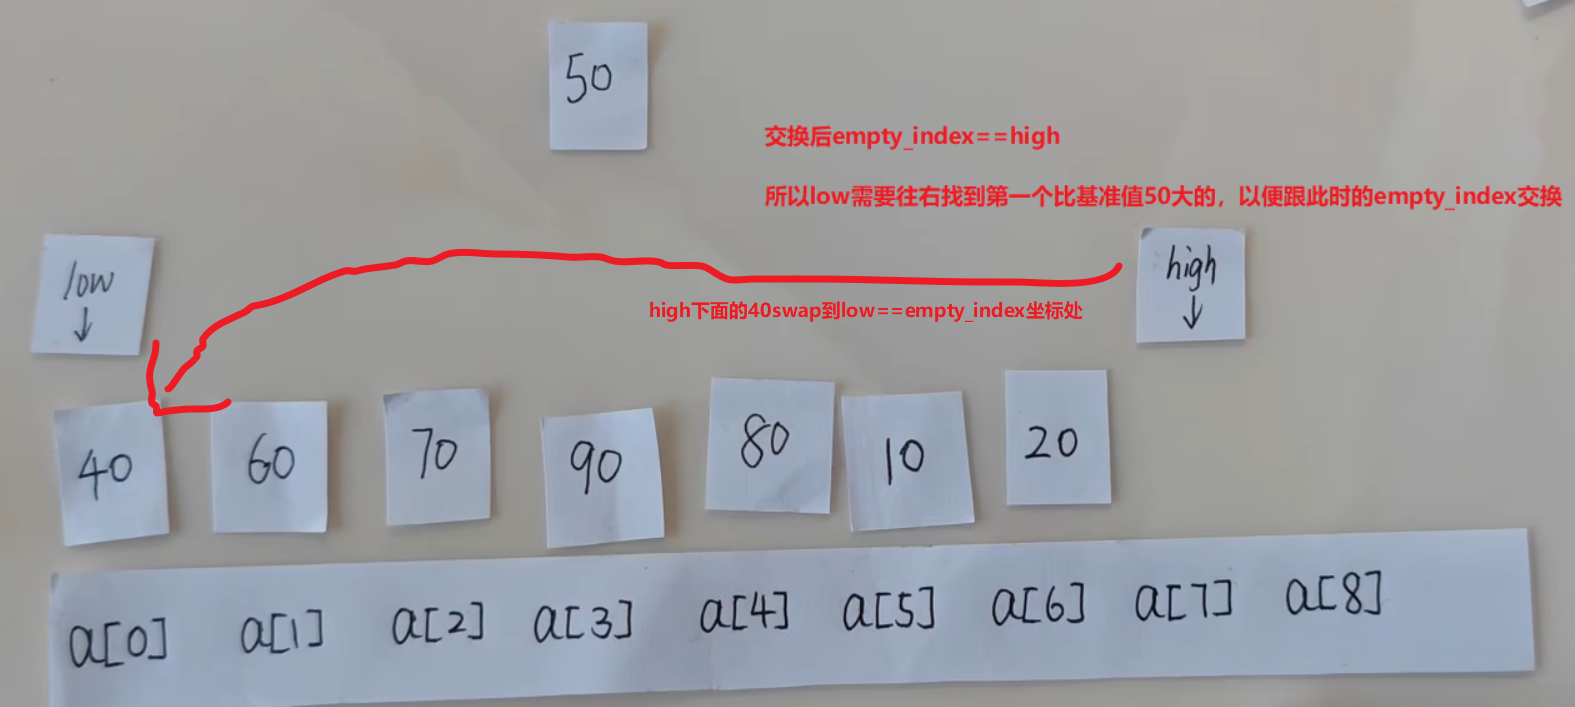 50
交换后empty_index==high
所以low需要往右找到第一个比基准值50大的，以便跟此时的empty_index交换
low
high
high下面的40swap到low==empty_index坐标处
40 60 70 90 80 10 20
a[0] a[1] a[2] a[3] a[4] a[5] a[6] a[7] a[8]